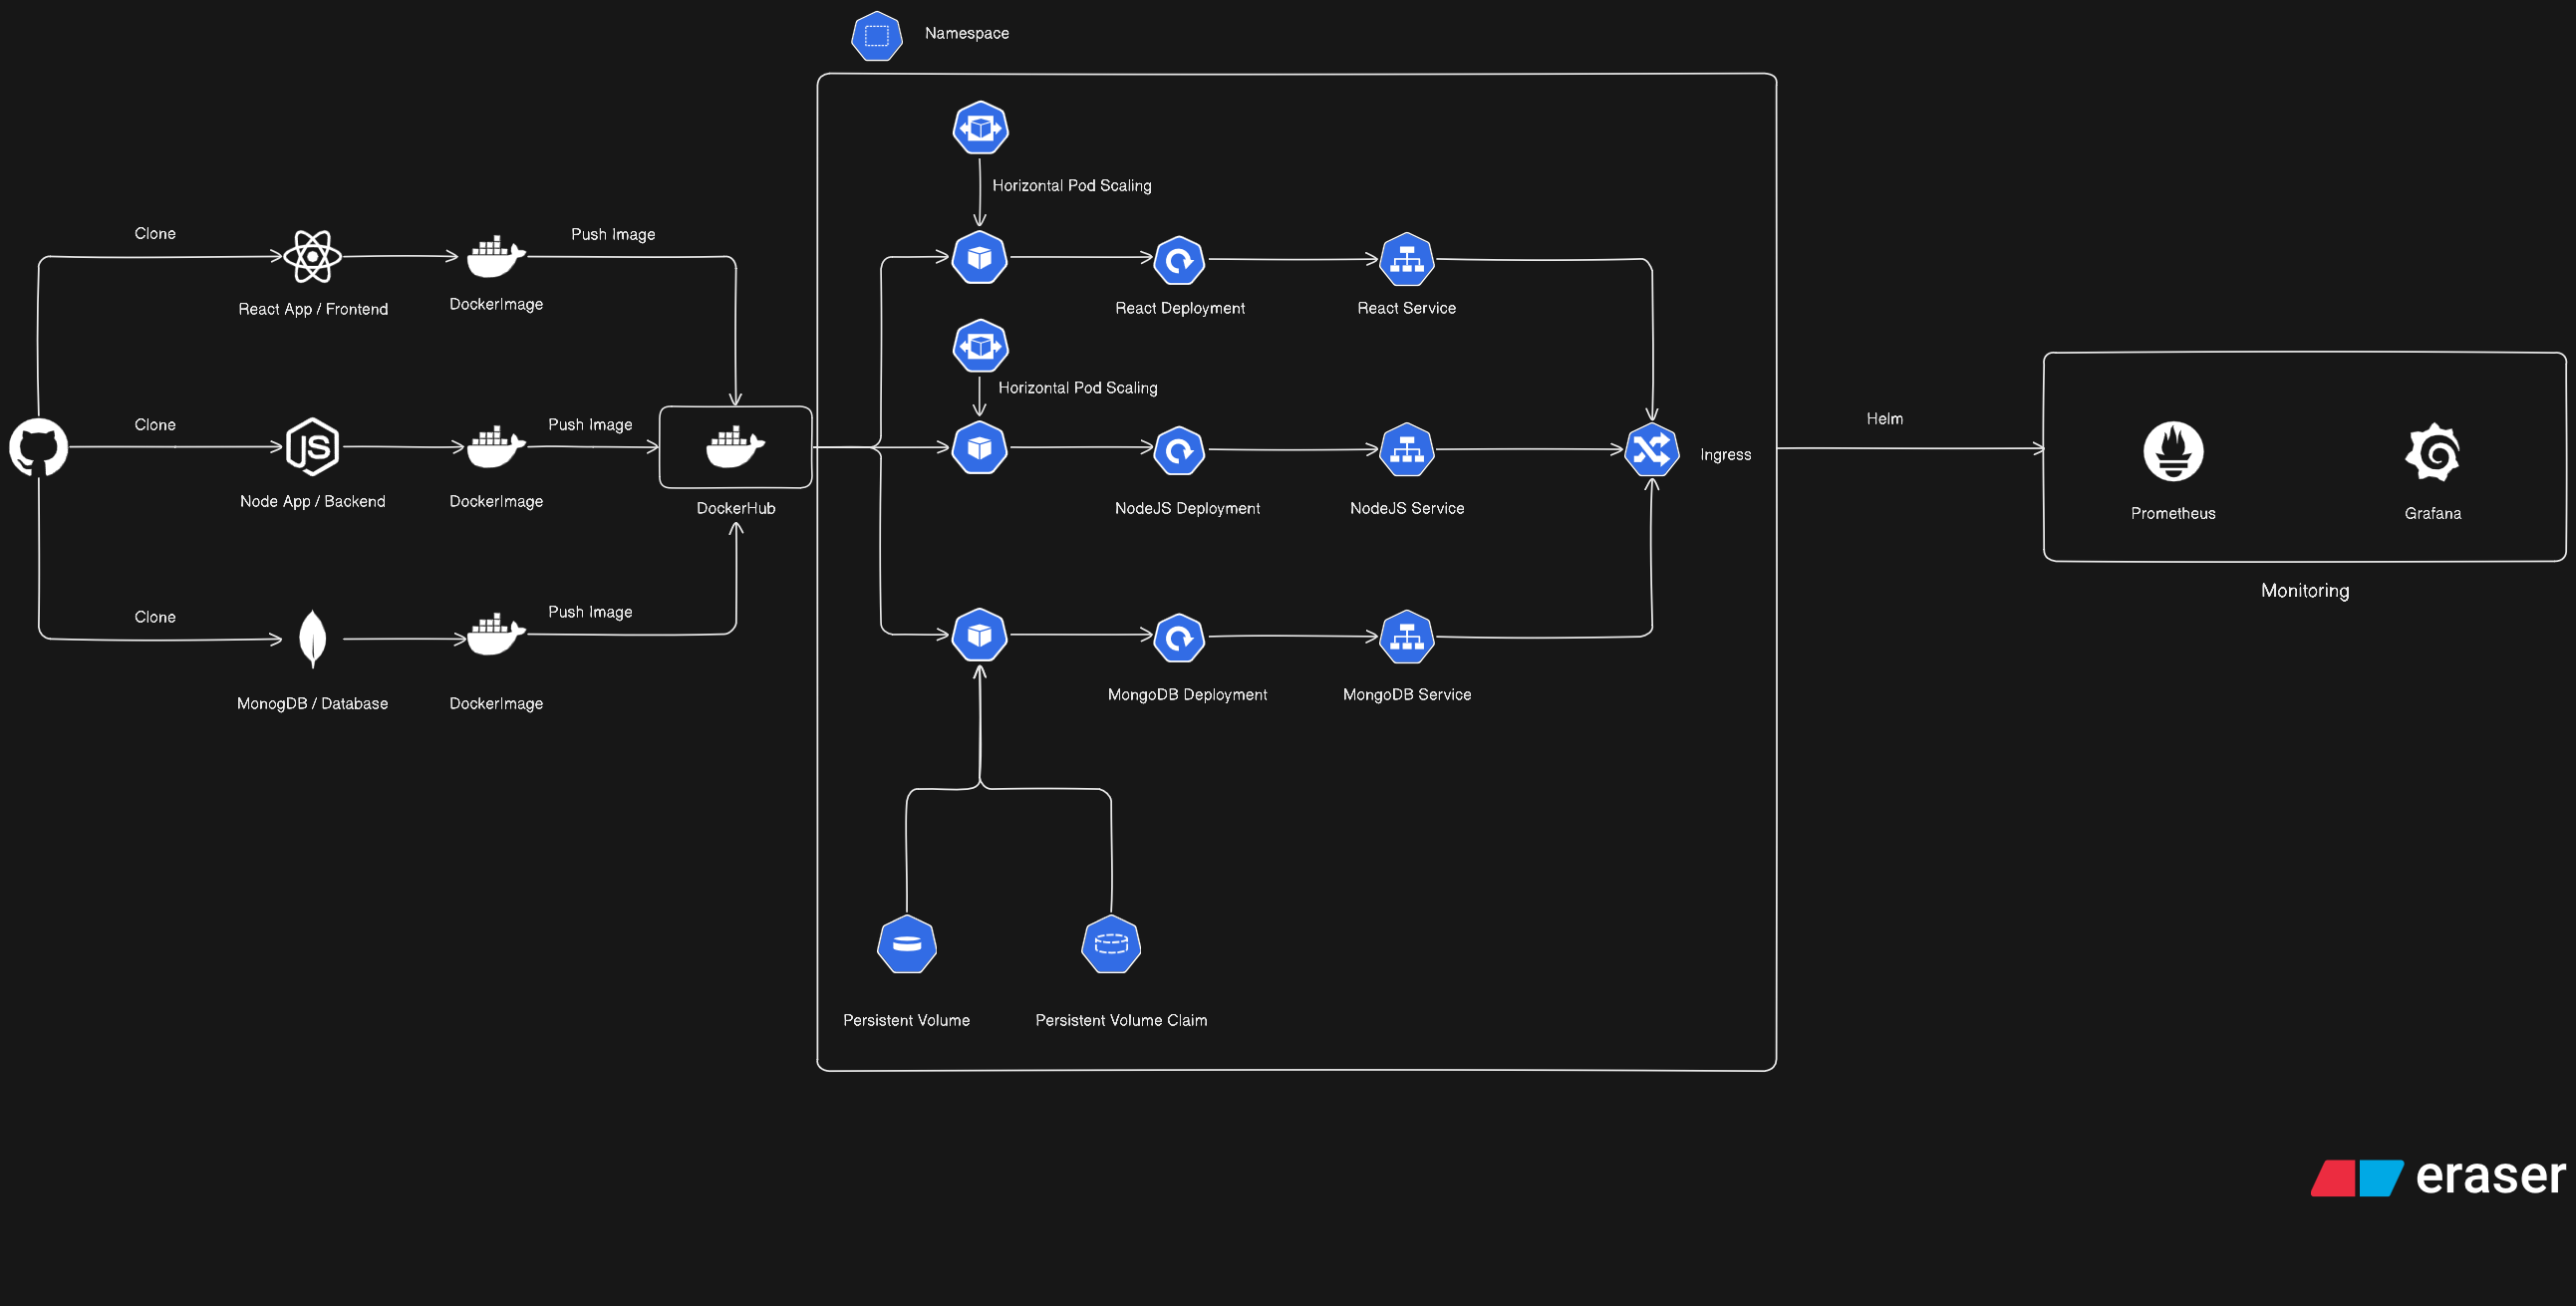 Namespace
Horizontal Pod Scaling
Clone
Push Image
React App / Frontend
DockerImage
React Deployment
React Service
Horizontal Pod Scaling
Clone
Push Image
Node App / Backend
DockerImage
DockerHub
NodeJS Deployment
NodeJS Service
Ingress
Helm
Prometheus
Grafana
Monitoring
Clone
Push Image
MonogDB / Database
DockerImage
MongoDB Deployment
MongoDB Service
Persistent Volume
Persistent Volume Claim
eraser